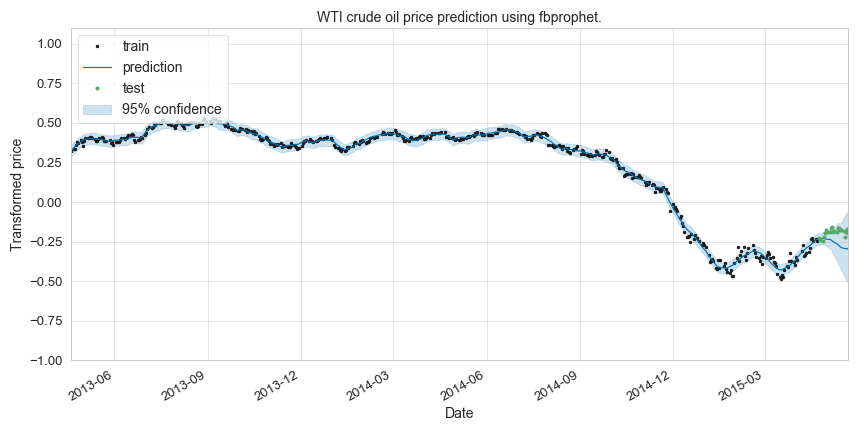 WTI crude oil price prediction using fbprophet.
1.00
0.75
0.50
0.25
0.00
−0.25
−0.50
−0.75
−1.00
Transformed price
train
prediction
test
95% confidence
2013-06
2013-09
2013-12
2014-03
2014-06
2014-09
2014-12
2015-03
Date